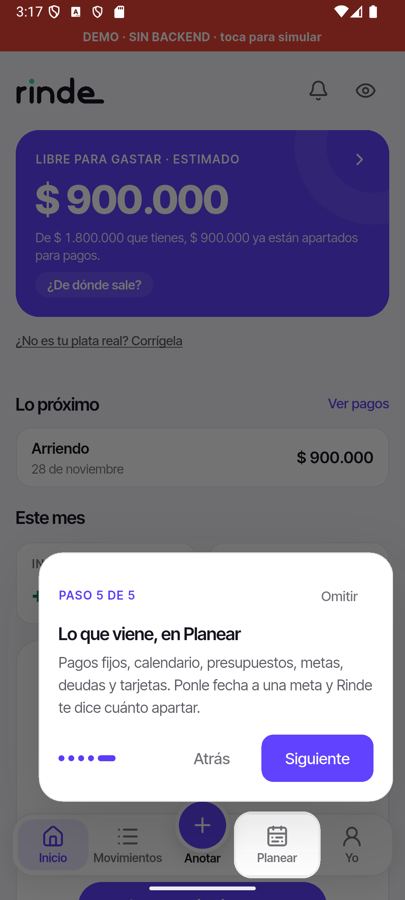 3:17
DEMO · SIN BACKEND · toca para simular
rinde
LIBRE PARA GASTAR · ESTIMADO
$ 900.000
De $ 1.800.000 que tienes, $ 900.000 ya están apartados
para pagos.
¿De dónde sale?
¿No es tu plata real? Corrígela
Lo próximo
Ver pagos
Arriendo
28 de noviembre
$ 900.000
Este mes
PASO 5 DE 5
Omitir
Lo que viene, en Planear
Pagos fijos, calendario, presupuestos, metas,
deudas y tarjetas. Ponle fecha a una meta y Rinde
te dice cuánto apartar.
Atrás
Siguiente
Inicio
Movimientos
Anotar
Planear
Yo